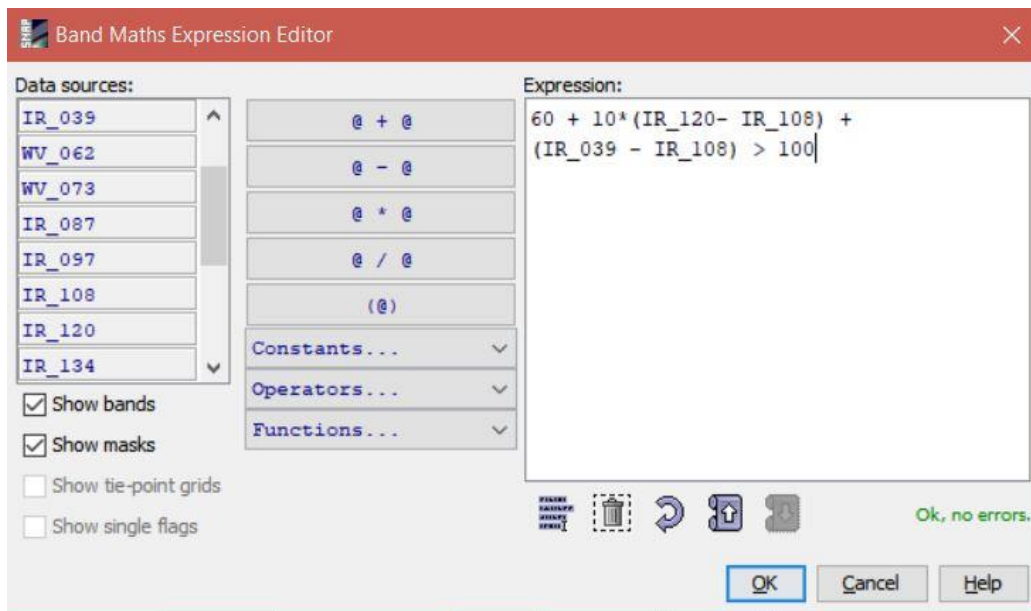 SNAP
Band Maths Expression Editor
Data sources:
IR_039
WV_062
WV_073
IR_087
IR_097
IR_108
IR_120
IR_134
Show bands
Show masks
Show tie-point grids
Show single flags
@ + @
@ - @
@ * @
@ / @
(@)
Constants...
Operators...
Functions...
Expression:
60 + 10*(IR_120- IR_108) +
(IR_039 - IR_108) > 100
Ok, no errors.
OK
Cancel
Help